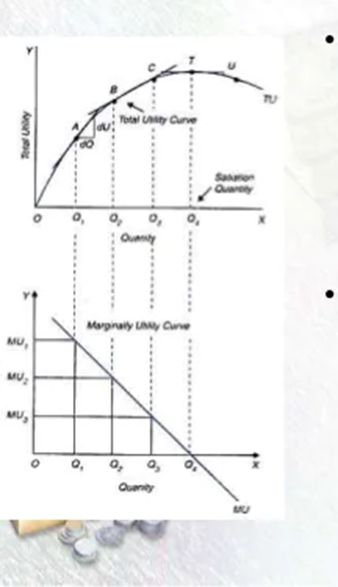 Y
Total Utility
A
B
C
T
U
TU
dU
dQ
Total Utility Curve
Satiation
Quantity
O
Q1
Q2
Q3
Q4
X
Quantity
Y
Marginally Utility Curve
MU1
MU2
MU3
O
Q1
Q2
Q3
Q4
X
Quantity
MU